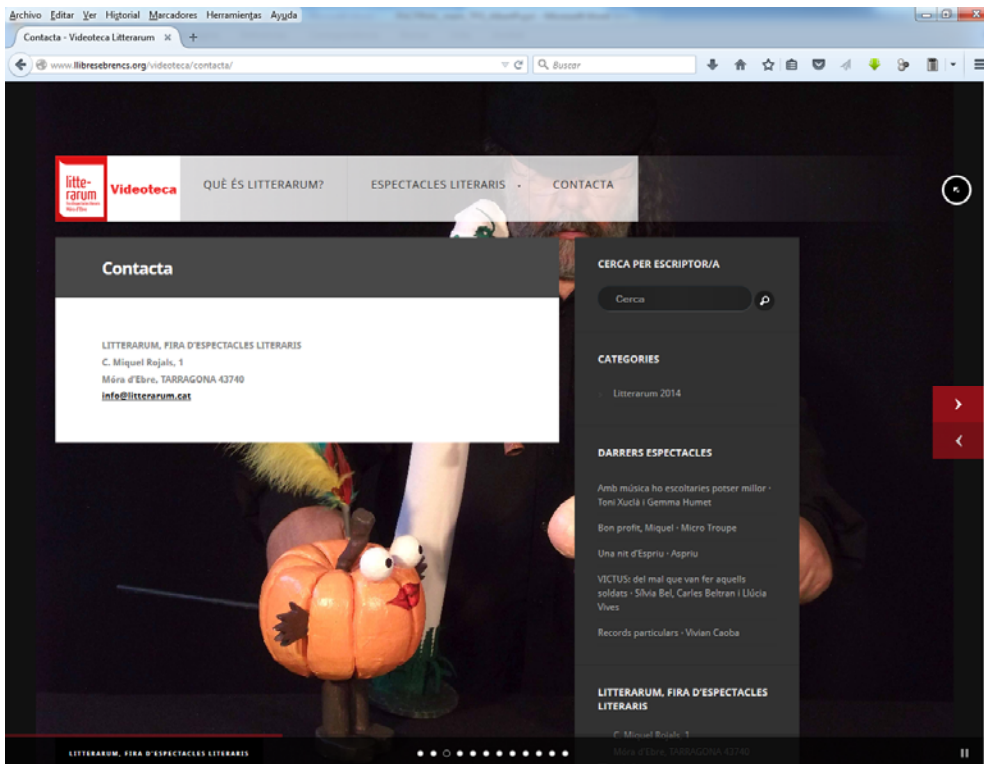 Archivo Editar Ver Historial Marcadores Herramientas Ayuda
Contacta - Videoteca Litterarum
www.llibresebrencs.org/videoteca/contacta/
Buscar
litte-
rarum
Videoteca
QUÈ ÉS LITTERARUM?
ESPECTACLES LITERARIS
CONTACTA
Contacta
LITTERARUM, FIRA D'ESPECTACLES LITERARIS
C. Miquel Rojals, 1
Móra d'Ebre, TARRAGONA 43740
info@litterarum.cat
CERCA PER ESCRIPTOR/A
Cerca
CATEGORIES
Litterarum 2014
DARRERS ESPECTACLES
Amb música ho escoltaries potser millor ·
Toni Xuclà i Gemma Humet
Bon profit, Miquel · Micro Troupe
Una nit d'Espriu · Aspriu
VICTUS: del mal que van fer aquells
soldats · Sílvia Bel, Carles Beltran i Llúcia
Vives
Records particulars · Vivian Caoba
LITTERARUM, FIRA D'ESPECTACLES
LITERARIS
C. Miquel Rojals, 1
Móra d'Ebre, TARRAGONA 43740
LITTERARUM, FIRA D'ESPECTACLES LITERARIS